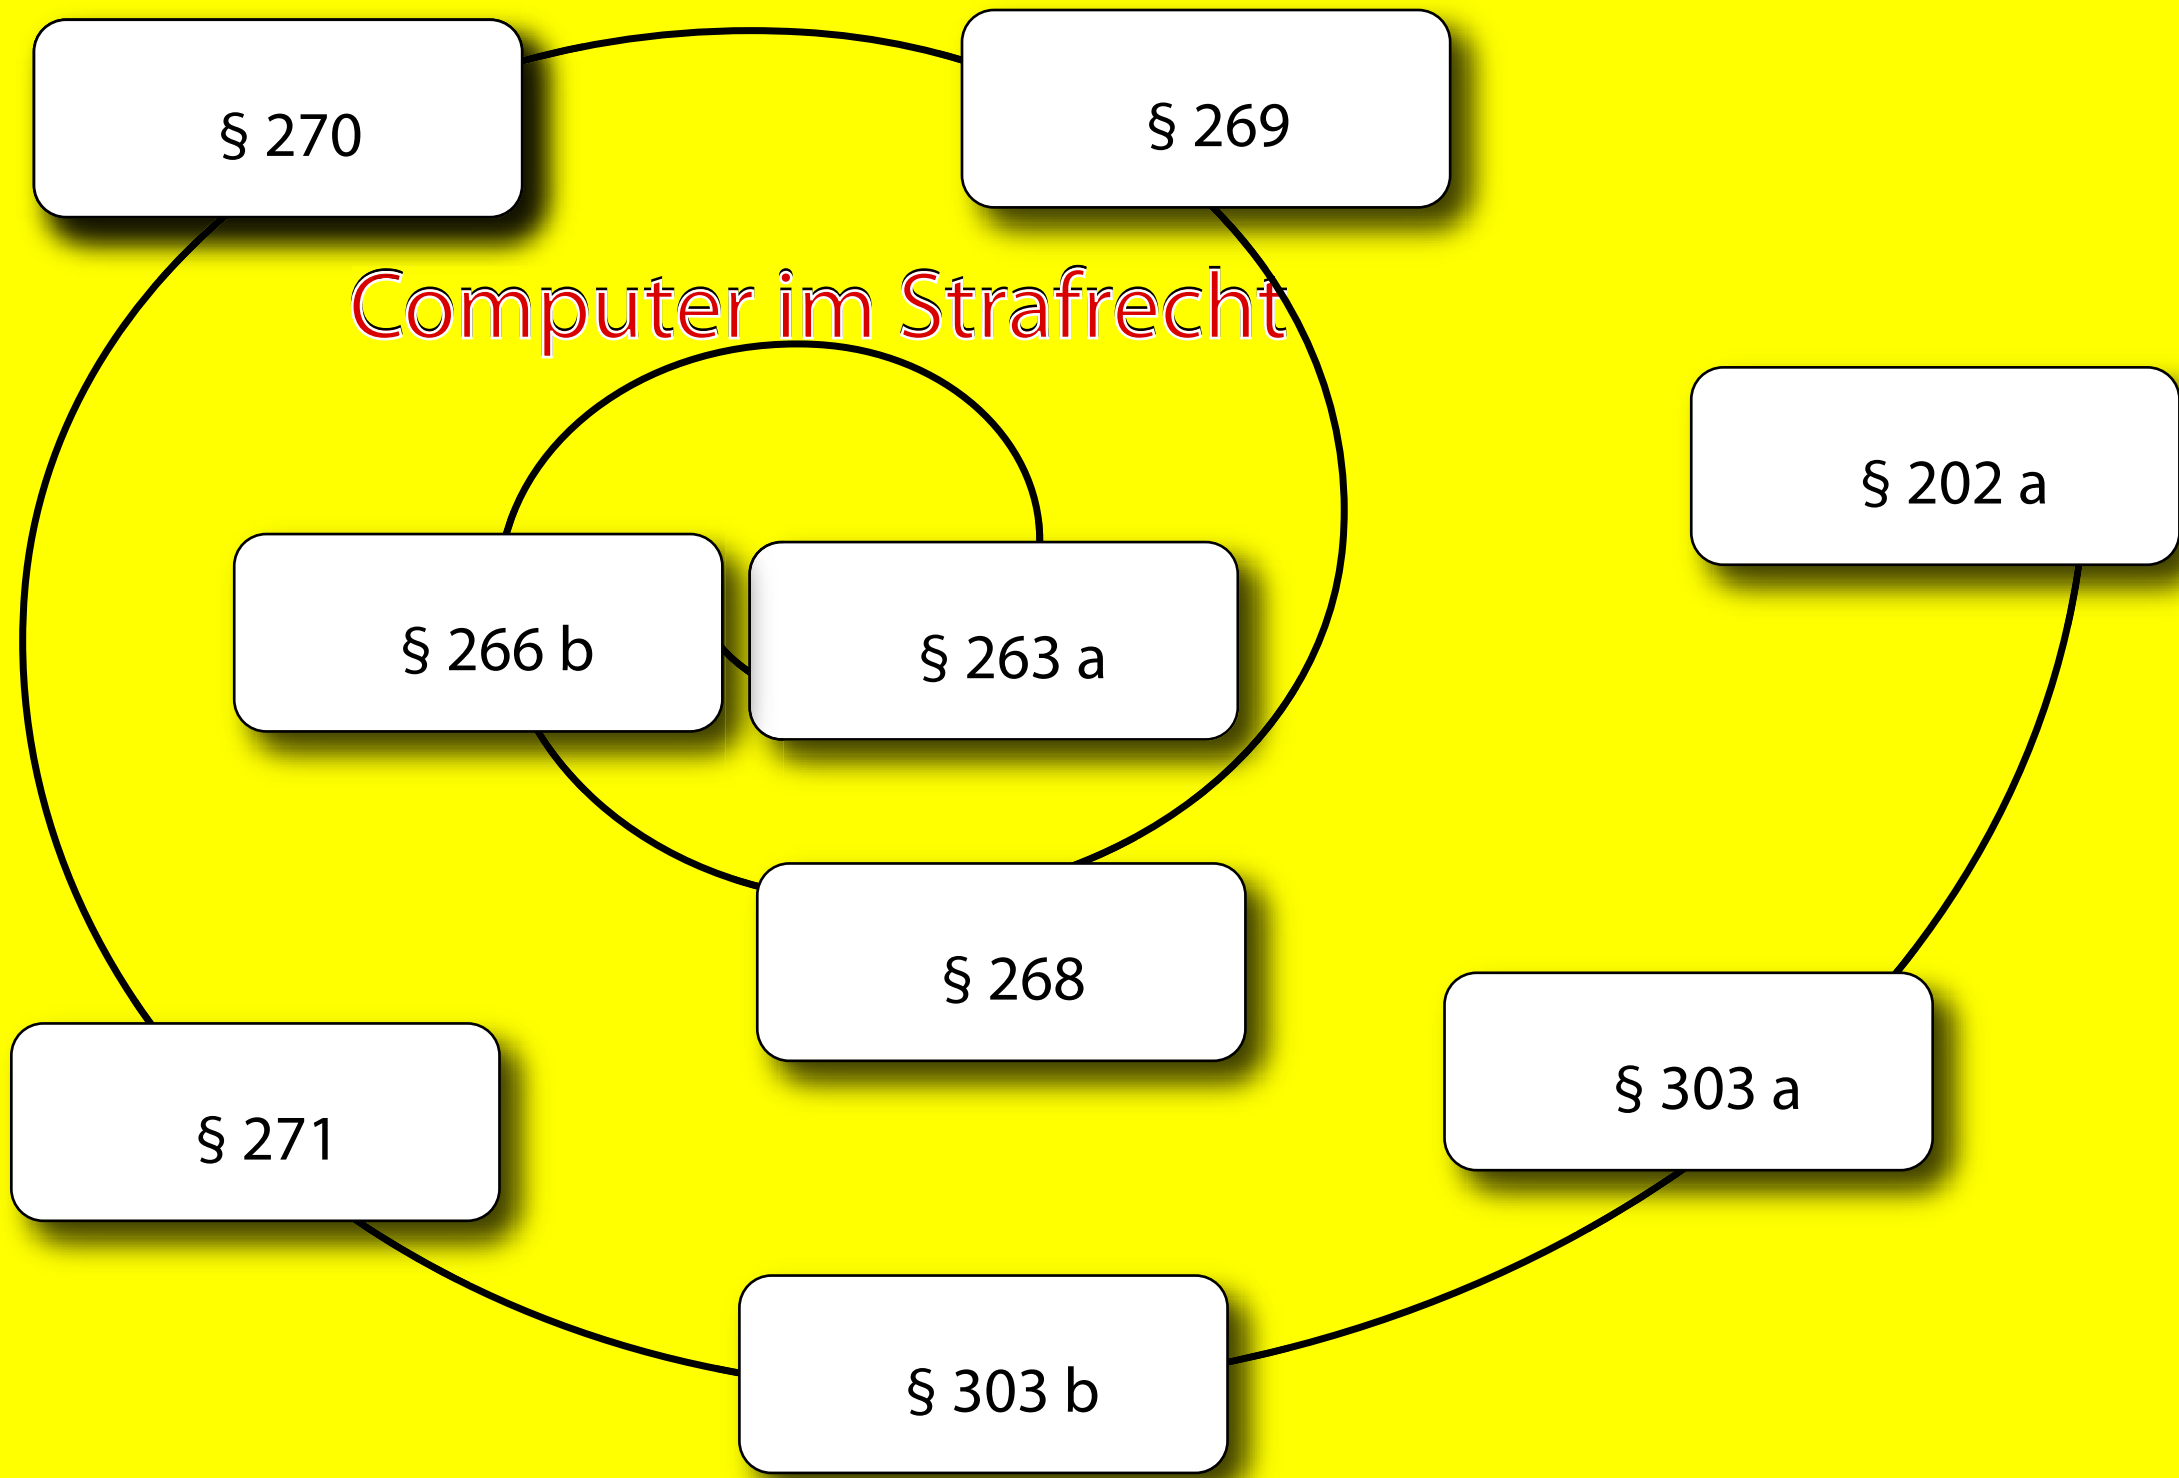 § 270
§ 269
Computer im Strafrecht
§ 202 a
§ 266 b
§ 263 a
§ 268
§ 303 a
§ 271
§ 303 b